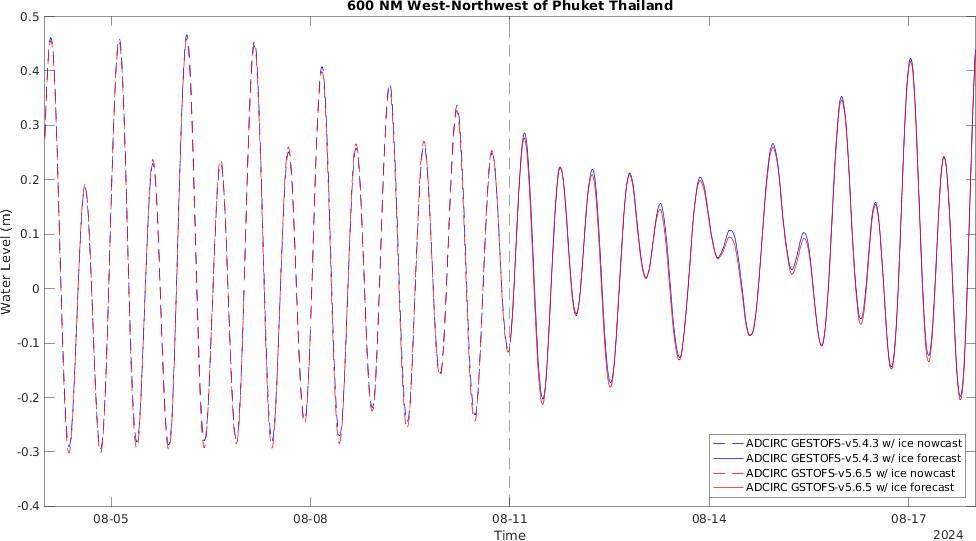 600 NM West-Northwest of Phuket Thailand
0.5
0.4
0.3
0.2
0.1
0
-0.1
-0.2
-0.3
-0.4
Water Level (m)
ADCIRC GESTOFS-v5.4.3 w/ ice nowcast
ADCIRC GESTOFS-v5.4.3 w/ ice forecast
ADCIRC GSTOFS-v5.6.5 w/ ice nowcast
ADCIRC GSTOFS-v5.6.5 w/ ice forecast
08-05 08-08 08-11 08-14 08-17
Time
2024